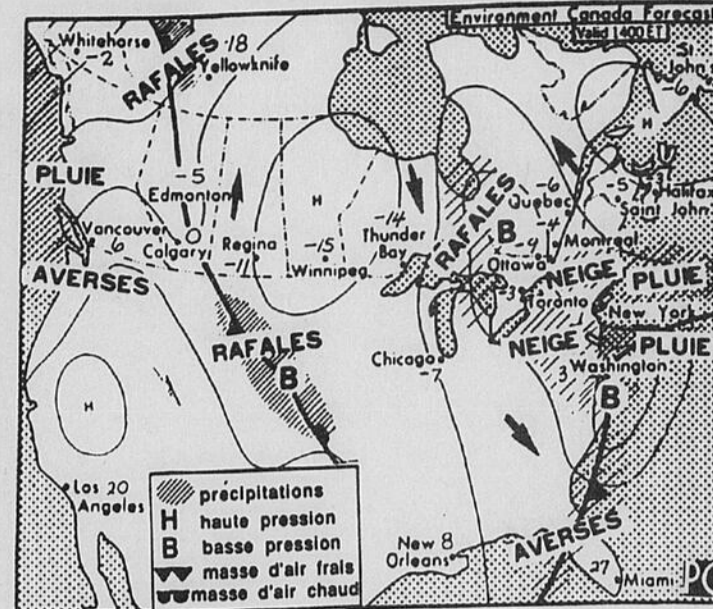 Environment Canada Forecast
Valid 1400 ET
Whitehorse
-2
RAFALES
-18
Yellowknife
St.
John's
-6
H
PLUIE
-5
Edmonton
H
RAFALES
-6
Quebec
B
-3
Halifax
-5
Saint John
Vancouver
6
0
Calgary
Regina
-11
-15
Winnipeg
-14
Thunder
Bay
-4
Montreal
-9
Ottawa
AVERSES
-3
Toronto
NEIGE
PLUIE
New York
RAFALES
B
Chicago
-7
NEIGE
PLUIE
3
Washington
B
H
Los 20
Angeles
précipitations
H haute pression
B basse pression
masse d'air frais
masse d'air chaud
New 8
Orleans
AVERSES
27
Miami